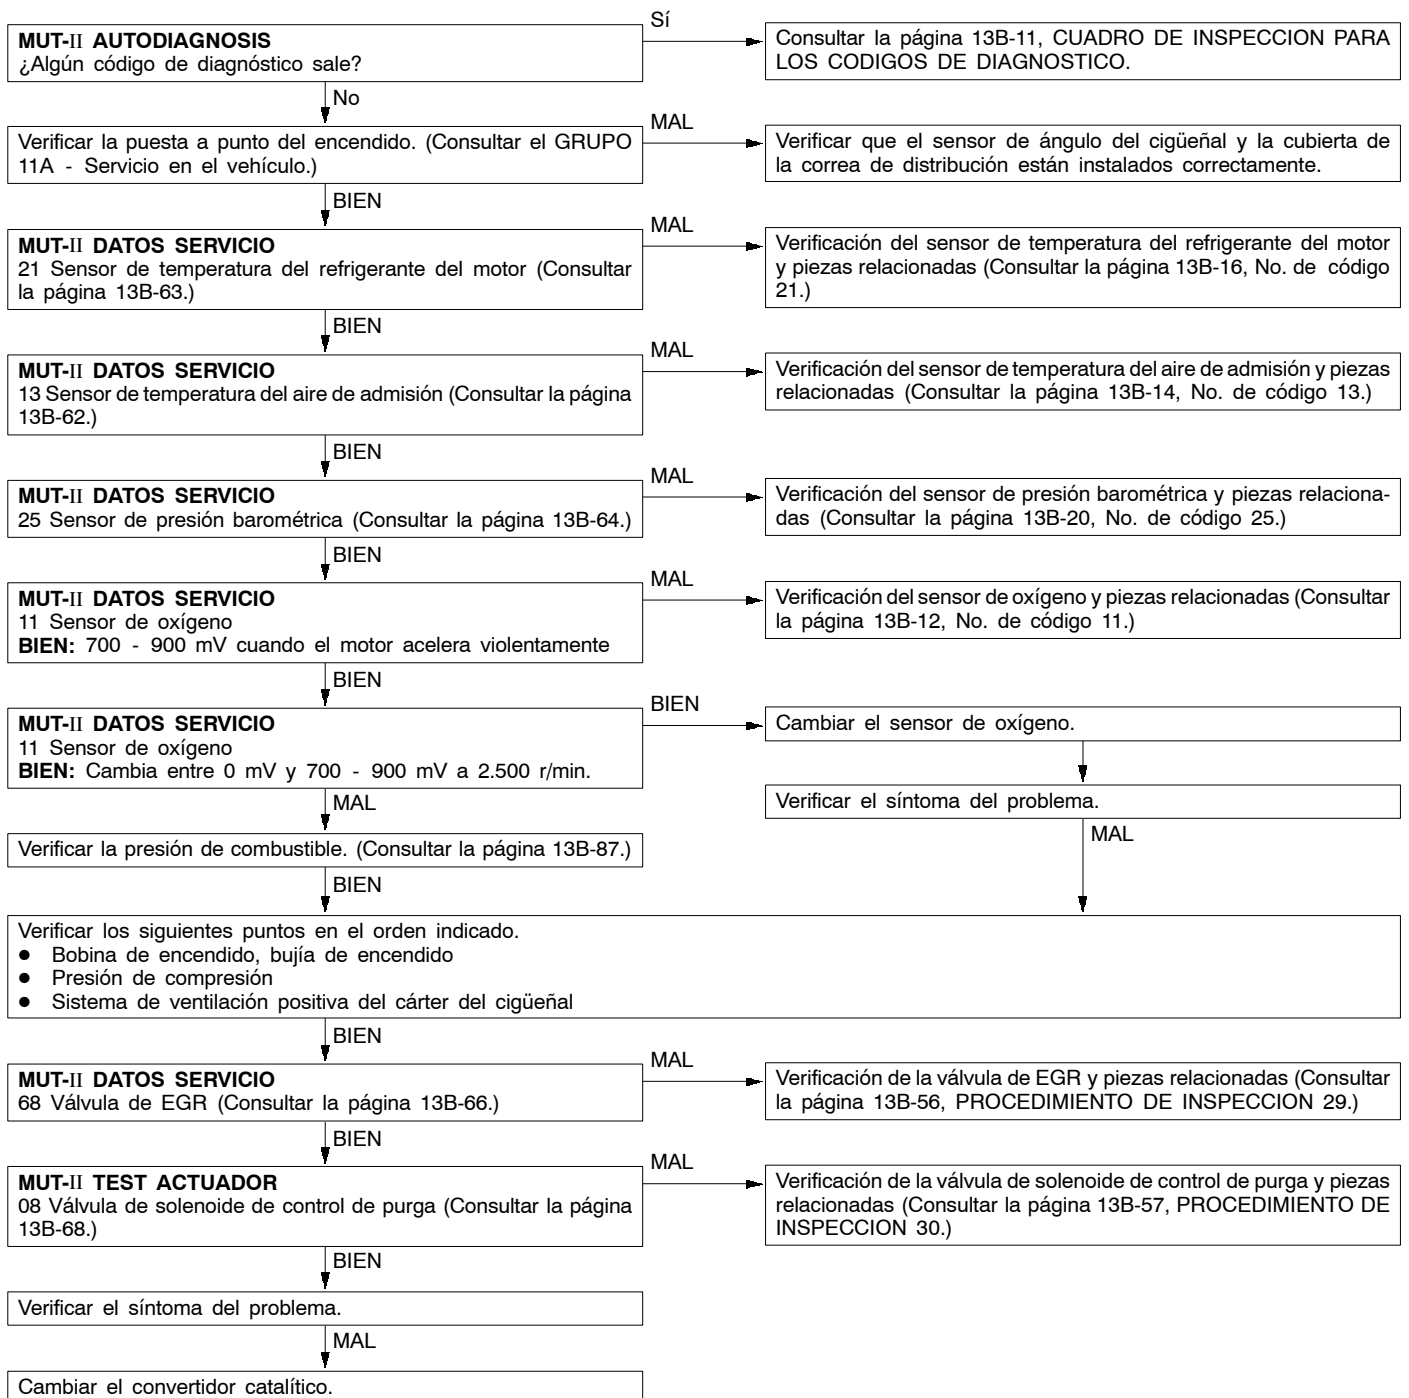 MUT-II AUTODIAGNOSIS
¿Algún código de diagnóstico sale?
Sí
Consultar la página 13B-11, CUADRO DE INSPECCION PARA
LOS CODIGOS DE DIAGNOSTICO.
No
Verificar la puesta a punto del encendido. (Consultar el GRUPO
11A - Servicio en el vehículo.)
MAL
Verificar que el sensor de ángulo del cigüeñal y la cubierta de
la correa de distribución están instalados correctamente.
BIEN
MUT-II DATOS SERVICIO
21 Sensor de temperatura del refrigerante del motor (Consultar
la página 13B-63.)
MAL
Verificación del sensor de temperatura del refrigerante del motor
y piezas relacionadas (Consultar la página 13B-16, No. de código
21.)
BIEN
MUT-II DATOS SERVICIO
13 Sensor de temperatura del aire de admisión (Consultar la página
13B-62.)
MAL
Verificación del sensor de temperatura del aire de admisión y piezas
relacionadas (Consultar la página 13B-14, No. de código 13.)
BIEN
MUT-II DATOS SERVICIO
25 Sensor de presión barométrica (Consultar la página 13B-64.)
MAL
Verificación del sensor de presión barométrica y piezas relaciona-
das (Consultar la página 13B-20, No. de código 25.)
BIEN
MUT-II DATOS SERVICIO
11 Sensor de oxígeno
BIEN: 700 - 900 mV cuando el motor acelera violentamente
MAL
Verificación del sensor de oxígeno y piezas relacionadas (Consultar
la página 13B-12, No. de código 11.)
BIEN
MUT-II DATOS SERVICIO
11 Sensor de oxígeno
BIEN: Cambia entre 0 mV y 700 - 900 mV a 2.500 r/min.
BIEN
Cambiar el sensor de oxígeno.
Verificar el síntoma del problema.
MAL
MAL
Verificar la presión de combustible. (Consultar la página 13B-87.)
BIEN
Verificar los siguientes puntos en el orden indicado.
● Bobina de encendido, bujía de encendido
● Presión de compresión
● Sistema de ventilación positiva del cárter del cigüeñal
BIEN
MUT-II DATOS SERVICIO
68 Válvula de EGR (Consultar la página 13B-66.)
MAL
Verificación de la válvula de EGR y piezas relacionadas (Consultar
la página 13B-56, PROCEDIMIENTO DE INSPECCION 29.)
BIEN
MUT-II TEST ACTUADOR
08 Válvula de solenoide de control de purga (Consultar la página
13B-68.)
MAL
Verificación de la válvula de solenoide de control de purga y piezas
relacionadas (Consultar la página 13B-57, PROCEDIMIENTO DE
INSPECCION 30.)
BIEN
Verificar el síntoma del problema.
MAL
Cambiar el convertidor catalítico.